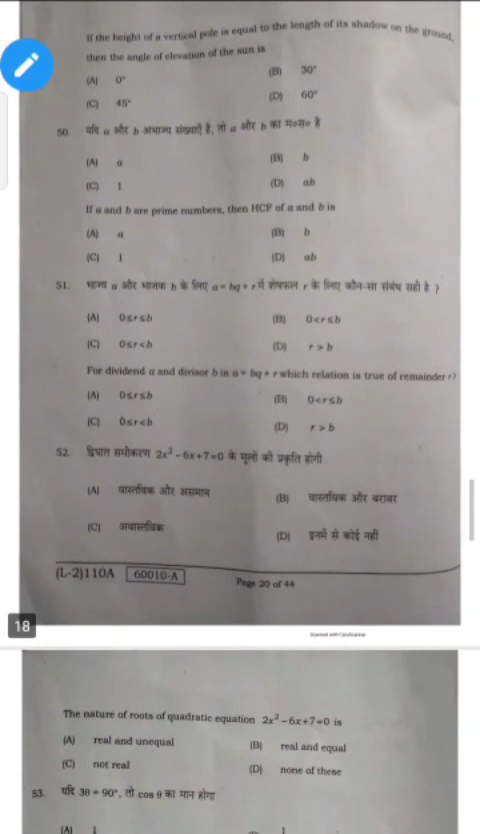 If the height of a vertical pole is equal to the length of its shadow on the ground,
then the angle of elevation of the sun is
(A) 0° (B) 30°
(C) 45° (D) 60°
50. यदि a और b अभाज्य संख्याएँ हैं, तो a और b का म०स० है
(A) a (B) b
(C) 1 (D) ab
If a and b are prime numbers, then HCF of a and b is
(A) a (B) b
(C) 1 (D) ab
51. भाज्य a और भाजक b के लिए a = bq + r में शेषफल r के लिए कौन-सा संबंध सही है ?
(A) 0≤r≤b (B) 0<r≤b
(C) 0≤r<b (D) r > b
For dividend a and divisor b in a = bq + r which relation is true of remainder r?
(A) 0≤r≤b (B) 0<r≤b
(C) 0≤r<b (D) r > b
52. द्विघात समीकरण 2x² – 6x + 7 = 0 के मूलों की प्रकृति होगी
(A) वास्तविक और असमान (B) वास्तविक और बराबर
(C) अवास्तविक (D) इनमें से कोई नहीं
(L-2)110A 60010-A Page 20 of 44
18
Scanned with CamScanner
The nature of roots of quadratic equation 2x² – 6x + 7 = 0 is
(A) real and unequal (B) real and equal
(C) not real (D) none of these
53. यदि 3θ = 90°, तो cos θ का मान होगा
(A) 1 1